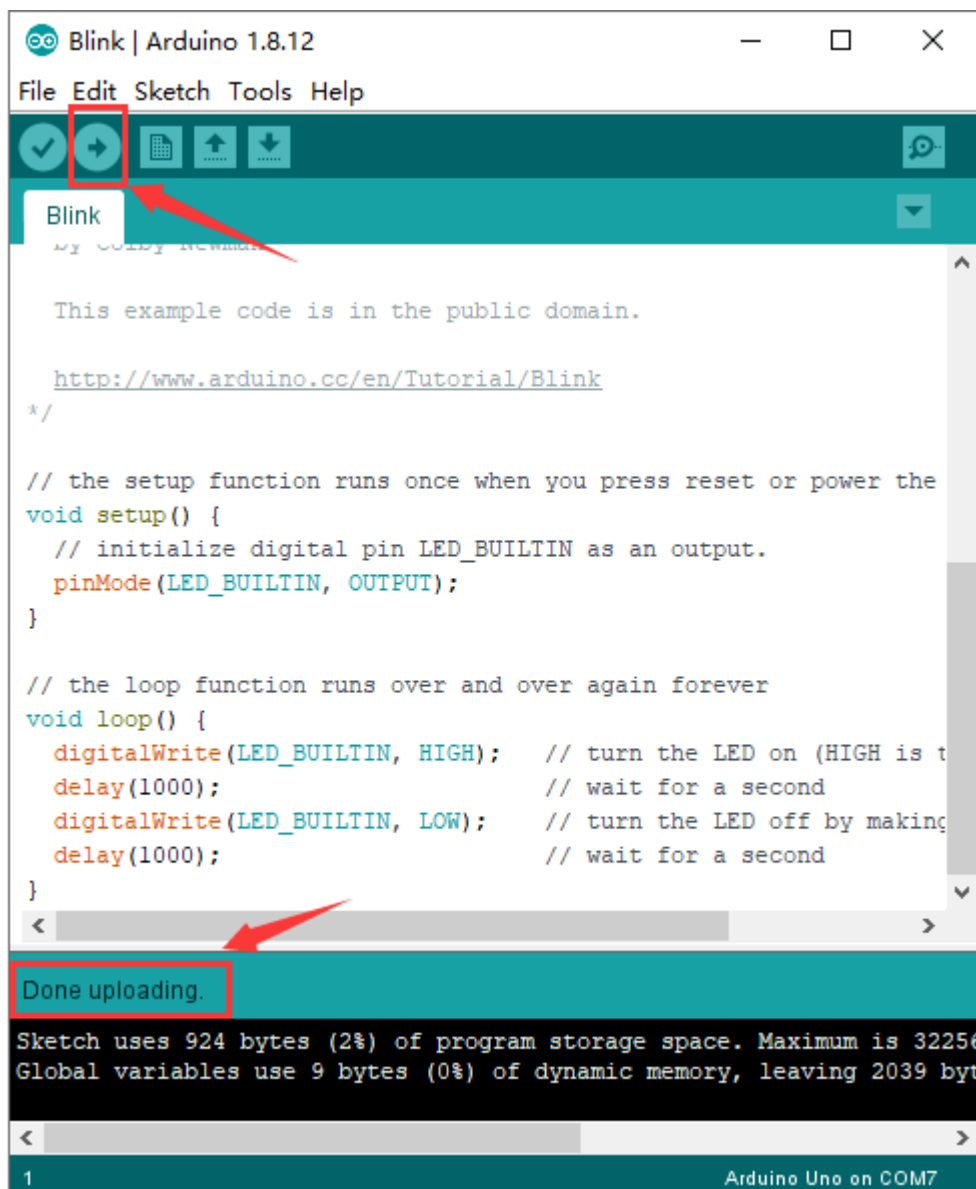 Blink | Arduino 1.8.12
File Edit Sketch Tools Help
Blink
by Colby Newman
This example code is in the public domain.
http://www.arduino.cc/en/Tutorial/Blink
*/
// the setup function runs once when you press reset or power the
void setup() {
// initialize digital pin LED_BUILTIN as an output.
pinMode(LED_BUILTIN, OUTPUT);
}
// the loop function runs over and over again forever
void loop() {
digitalWrite(LED_BUILTIN, HIGH); // turn the LED on (HIGH is t
delay(1000); // wait for a second
digitalWrite(LED_BUILTIN, LOW); // turn the LED off by making
delay(1000); // wait for a second
}
Done uploading.
Sketch uses 924 bytes (2%) of program storage space. Maximum is 32256
Global variables use 9 bytes (0%) of dynamic memory, leaving 2039 byt
1
Arduino Uno on COM7